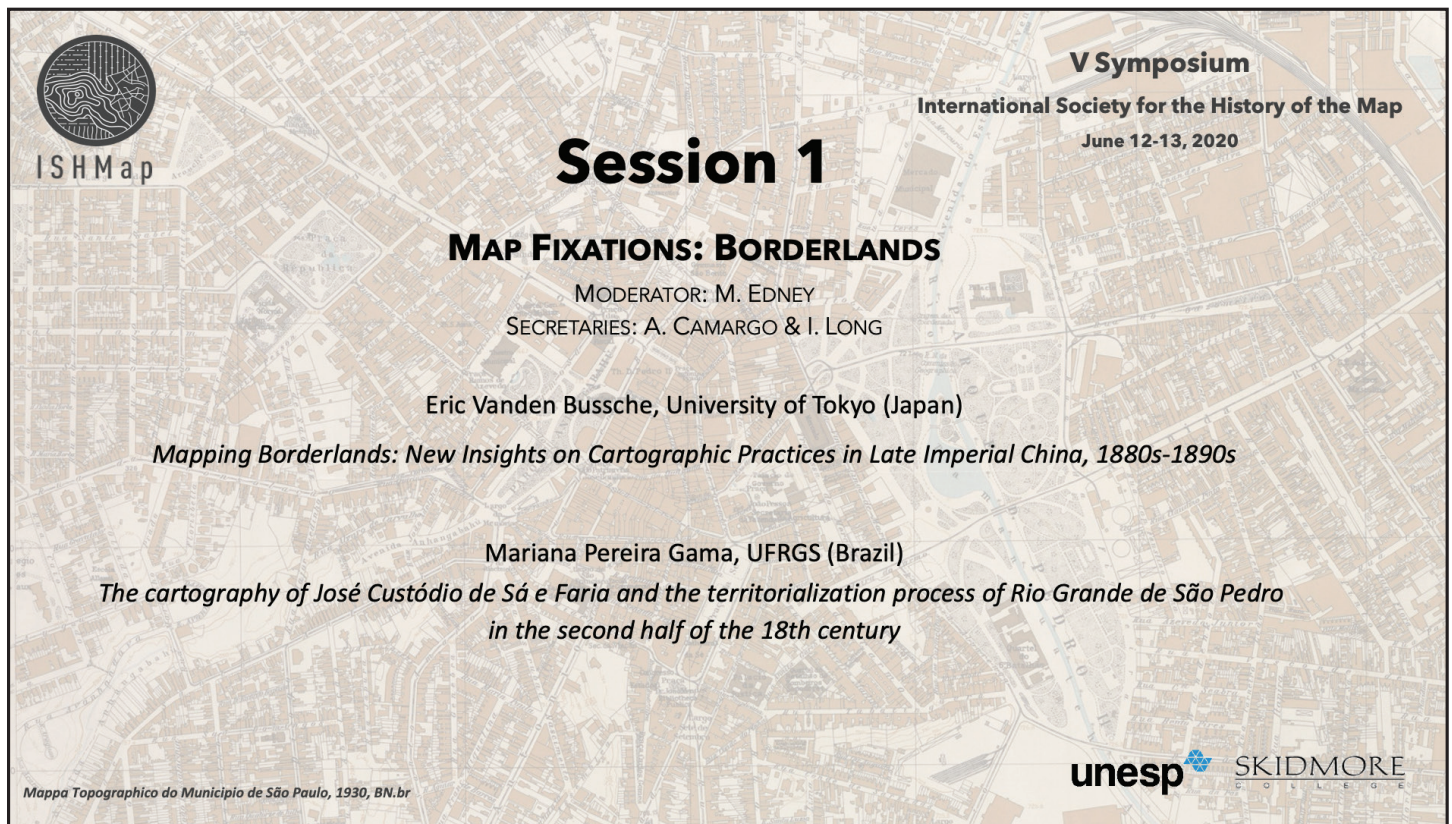 ISHMap
V Symposium
International Society for the History of the Map
June 12-13, 2020
Session 1
MAP FIXATIONS: BORDERLANDS
MODERATOR: M. EDNEY
SECRETARIES: A. CAMARGO & I. LONG
Eric Vanden Bussche, University of Tokyo (Japan)
Mapping Borderlands: New Insights on Cartographic Practices in Late Imperial China, 1880s-1890s
Mariana Pereira Gama, UFRGS (Brazil)
The cartography of José Custódio de Sá e Faria and the territorialization process of Rio Grande de São Pedro
in the second half of the 18th century
Mappa Topographico do Municipio de São Paulo, 1930, BN.br
unesp
SKIDMORE
COLLEGE